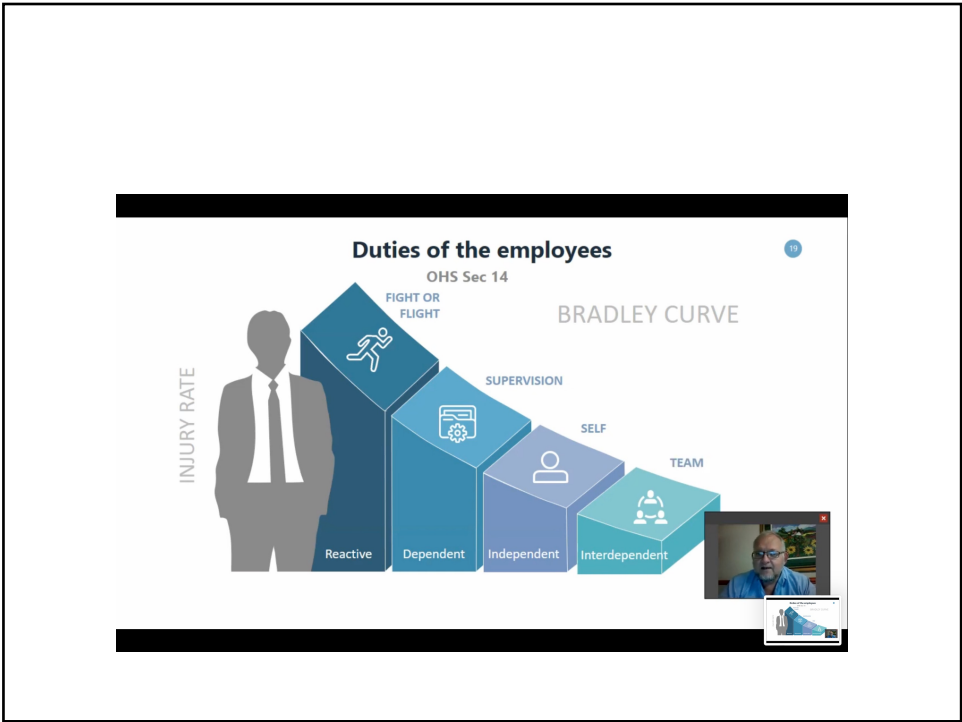 Duties of the employees
19
OHS Sec 14
FIGHT OR
FLIGHT
BRADLEY CURVE
INJURY RATE
SUPERVISION
SELF
TEAM
Reactive
Dependent
Independent
Interdependent